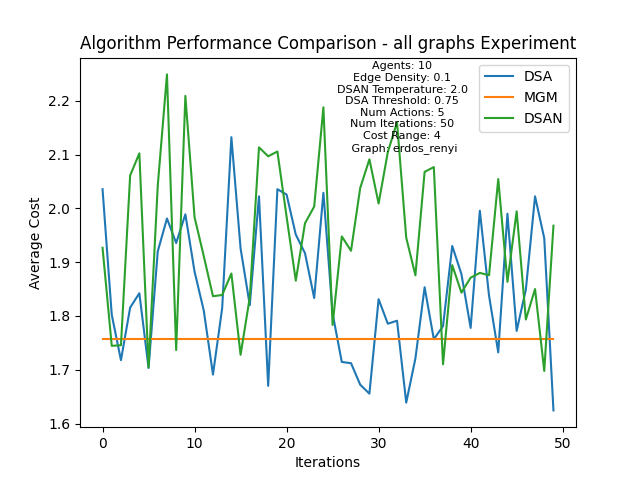 Algorithm Performance Comparison - all graphs Experiment
Agents: 10
Edge Density: 0.1
DSAN Temperature: 2.0
DSA Threshold: 0.75
Num Actions: 5
Num Iterations: 50
Cost Range: 4
Graph: erdos_renyi
DSA
MGM
DSAN
Average Cost
2.2
2.1
2.0
1.9
1.8
1.7
1.6
0 10 20 30 40 50
Iterations